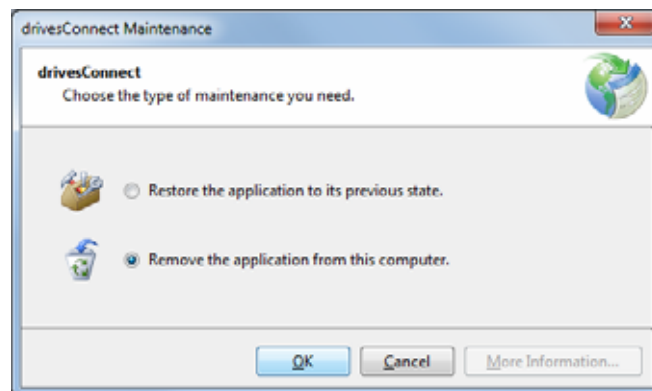 drivesConnect Maintenance
drivesConnect
Choose the type of maintenance you need.
Restore the application to its previous state.
Remove the application from this computer.
OK
Cancel
More Information...